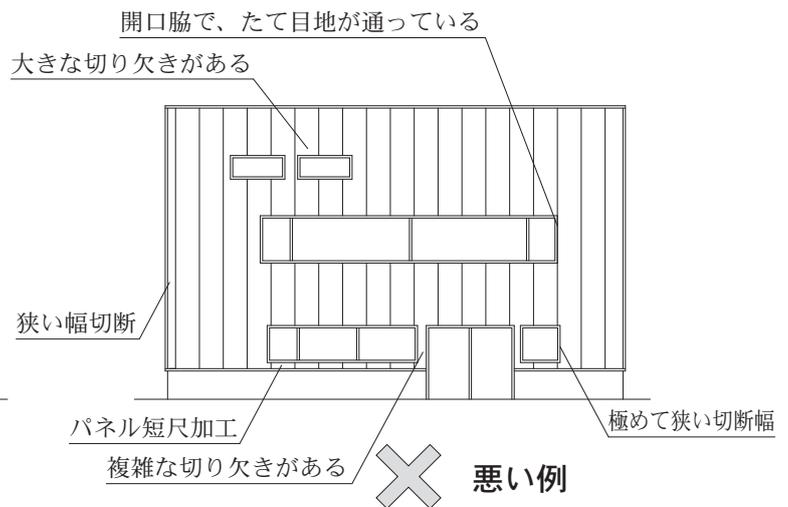 開口脇で、たて目地が通っている
大きな切り欠きがある
狭い幅切断
パネル短尺加工
極めて狭い切断幅
複雑な切り欠きがある
悪い例